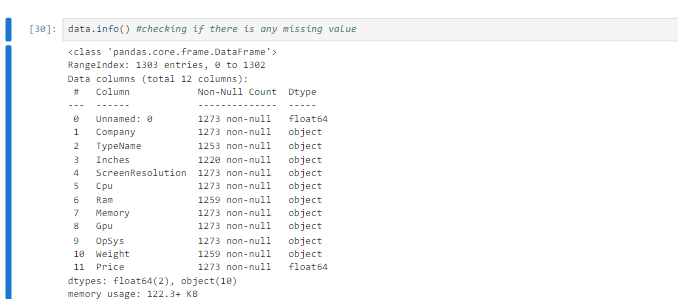 [30]: data.info() #checking if there is any missing value
<class 'pandas.core.frame.DataFrame'>
RangeIndex: 1303 entries, 0 to 1302
Data columns (total 12 columns):
# Column Non-Null Count Dtype
--- ------ -------------- -----
0 Unnamed: 0 1273 non-null float64
1 Company 1273 non-null object
2 TypeName 1253 non-null object
3 Inches 1220 non-null object
4 ScreenResolution 1273 non-null object
5 Cpu 1273 non-null object
6 Ram 1259 non-null object
7 Memory 1273 non-null object
8 Gpu 1273 non-null object
9 OpSys 1273 non-null object
10 Weight 1259 non-null object
11 Price 1273 non-null float64
dtypes: float64(2), object(10)
memory usage: 122.3+ KB